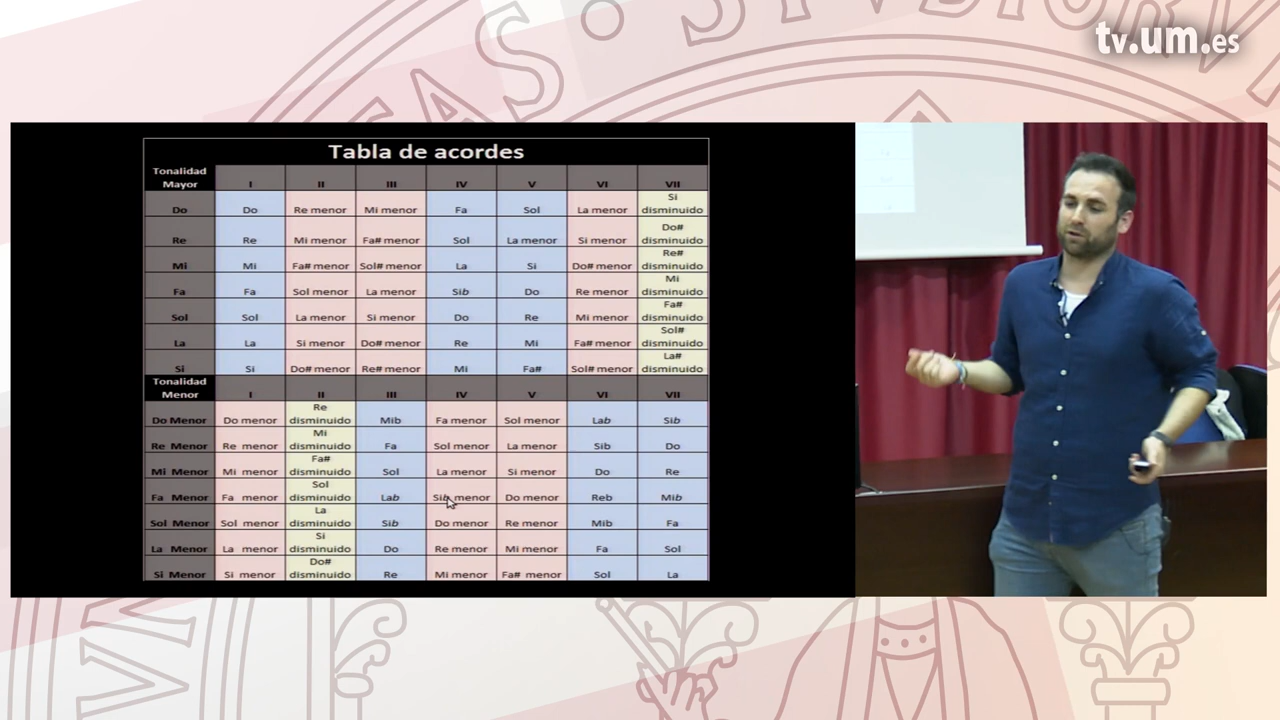 STVDIORV
tv.um.es
Tabla de acordes
Tonalidad Mayor I II III IV V VI VII
Do Do Re menor Mi menor Fa Sol La menor Si disminuido
Re Re Mi menor Fa# menor Sol La menor Si menor Do# disminuido
Mi Mi Fa# menor Sol# menor La Si Do# menor Re# disminuido
Fa Fa Sol menor La menor Sib Do Re menor Mi disminuido
Sol Sol La menor Si menor Do Re Mi menor Fa# disminuido
La La Si menor Do# menor Re Mi Fa# menor Sol# disminuido
Si Si Do# menor Re# menor Mi Fa# Sol# menor La# disminuido
Tonalidad Menor I II III IV V VI VII
Do Menor Do menor Re disminuido Mib Fa menor Sol menor Lab Sib
Re Menor Re menor Mi disminuido Fa Sol menor La menor Sib Do
Mi Menor Mi menor Fa# disminuido Sol La menor Si menor Do Re
Fa Menor Fa menor Sol disminuido Lab Sib menor Do menor Reb Mib
Sol Menor Sol menor La disminuido Sib Do menor Re menor Mib Fa
La Menor La menor Si disminuido Do Re menor Mi menor Fa Sol
Si Menor Si menor Do# disminuido Re Mi menor Fa# menor Sol La